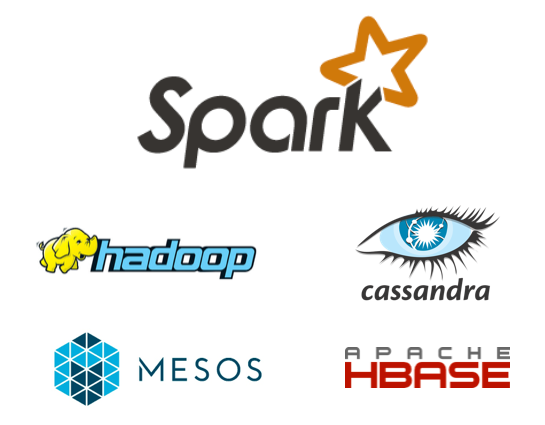 Spark
hadoop
cassandra
MESOS
APACHE
HBASE